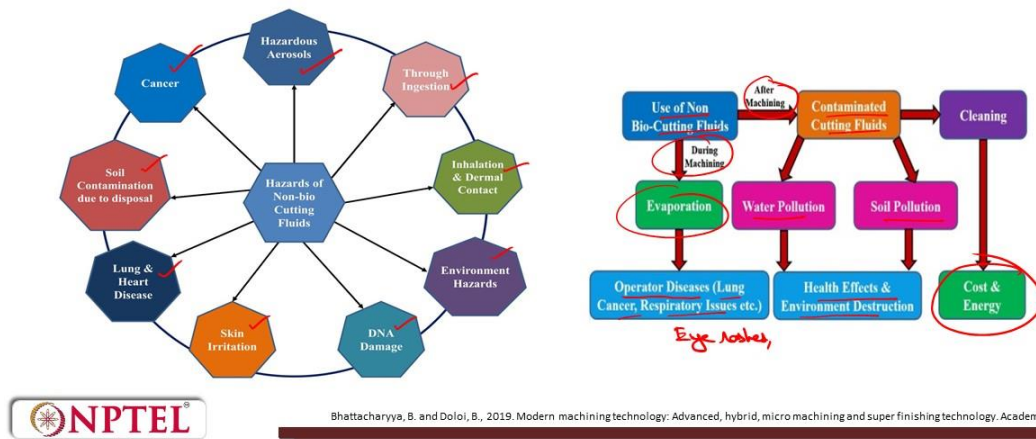 Hazardous
Aerosols
Through
Ingestion
Inhalation
& Dermal
Contact
Environment
Hazards
DNA
Damage
Skin
Irritation
Lung &
Heart
Disease
Soil
Contamination
due to disposal
Cancer
Hazards of
Non-bio
Cutting
Fluids
Use of Non
Bio-Cutting Fluids
After
Machining
Contaminated
Cutting Fluids
Cleaning
During
Machining
Evaporation
Water Pollution
Soil Pollution
Operator Diseases (Lung
Cancer, Respiratory Issues etc.)
Health Effects &
Environment Destruction
Cost &
Energy
Eye rashes,
NPTEL
Bhattacharyya, B. and Doloi, B., 2019. Modern machining technology: Advanced, hybrid, micro machining and super finishing technology. Academ